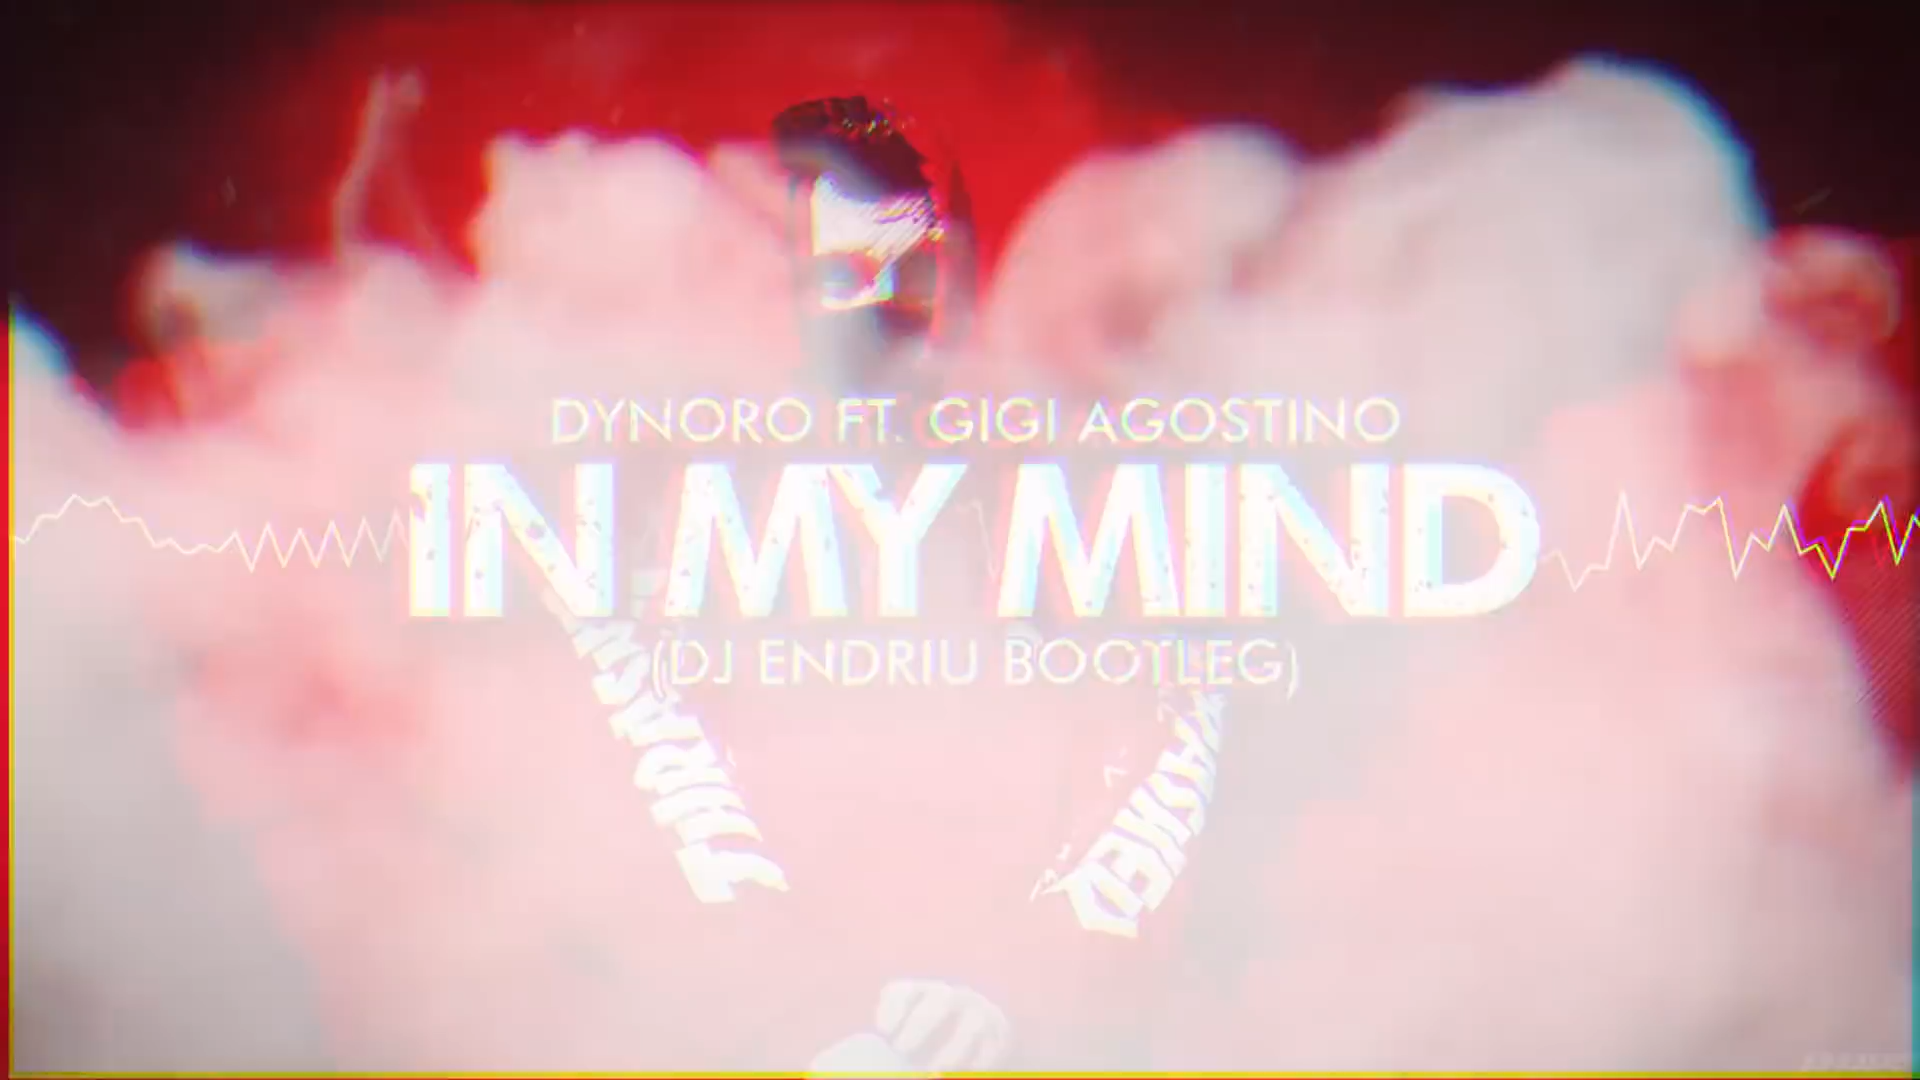 DYNORO FT. GIGI AGOSTINO
IN MY MIND
(DJ ENDRIU BOOTLEG)